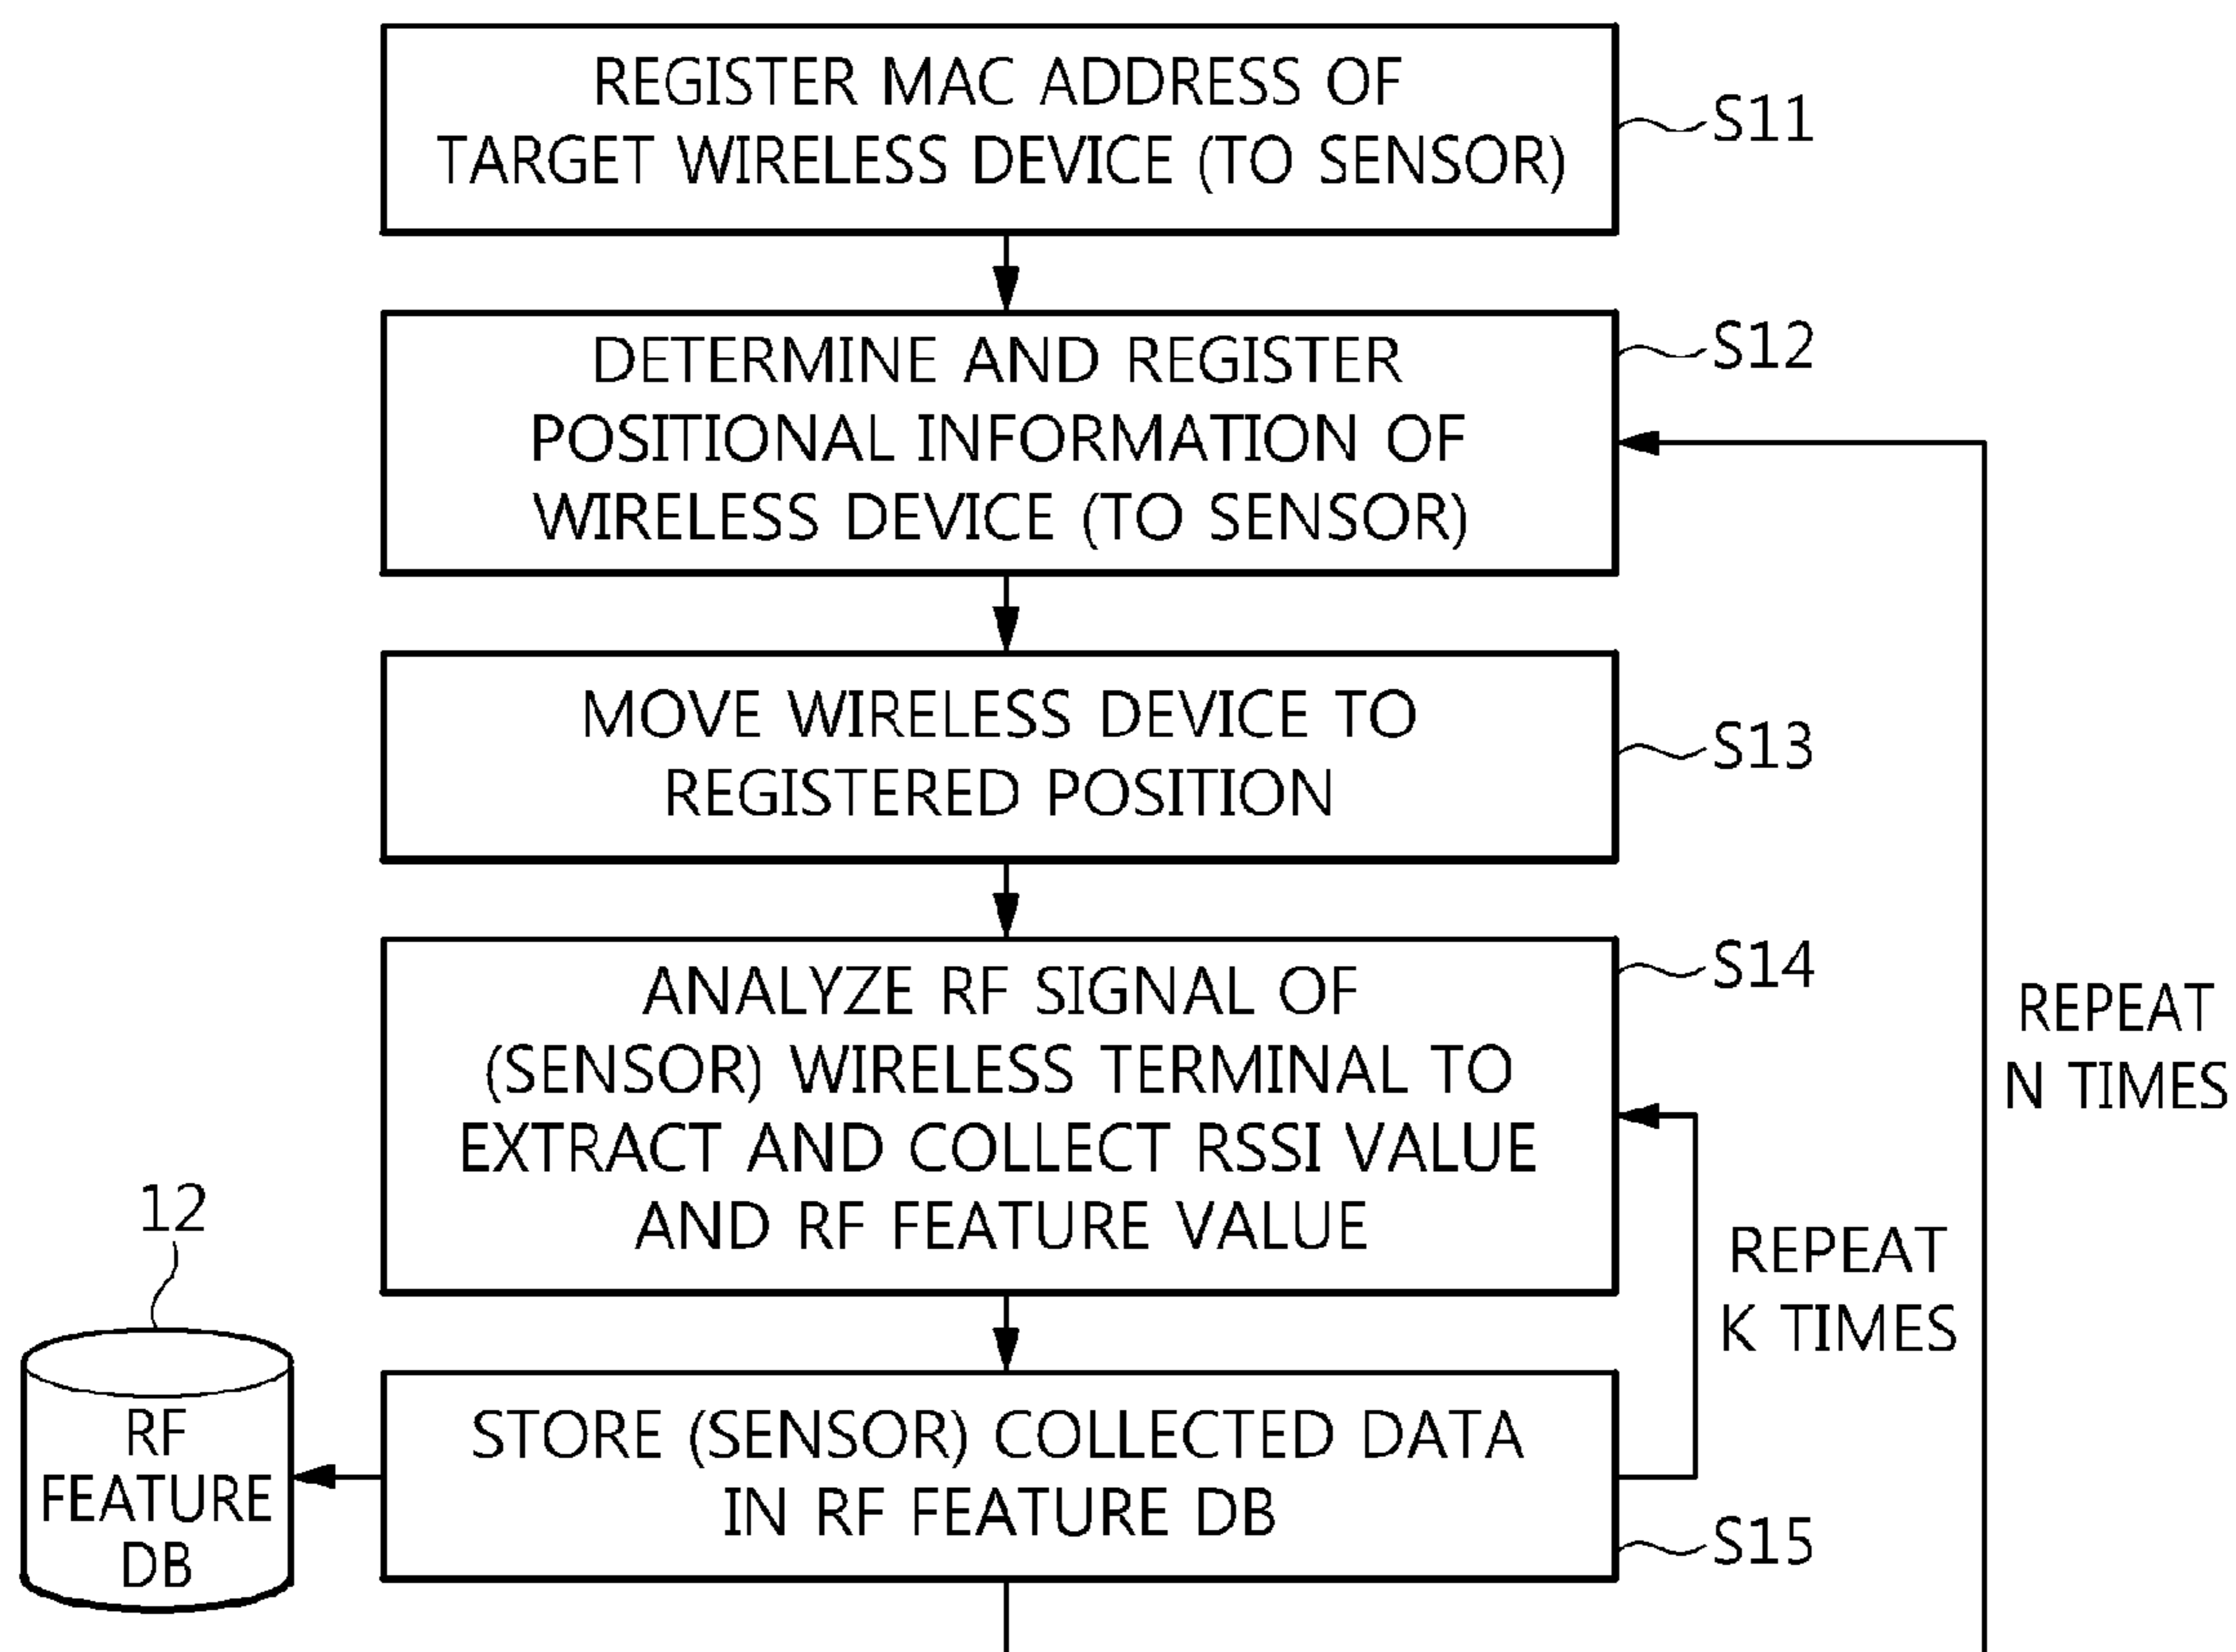 REGISTER MAC ADDRESS OF
TARGET WIRELESS DEVICE (TO SENSOR)
S11
DETERMINE AND REGISTER
POSITIONAL INFORMATION OF
WIRELESS DEVICE (TO SENSOR)
S12
MOVE WIRELESS DEVICE TO
REGISTERED POSITION
S13
ANALYZE RF SIGNAL OF
(SENSOR) WIRELESS TERMINAL TO
EXTRACT AND COLLECT RSSI VALUE
AND RF FEATURE VALUE
S14
REPEAT
N TIMES
REPEAT
K TIMES
12
RF
FEATURE
DB
STORE (SENSOR) COLLECTED DATA
IN RF FEATURE DB
S15